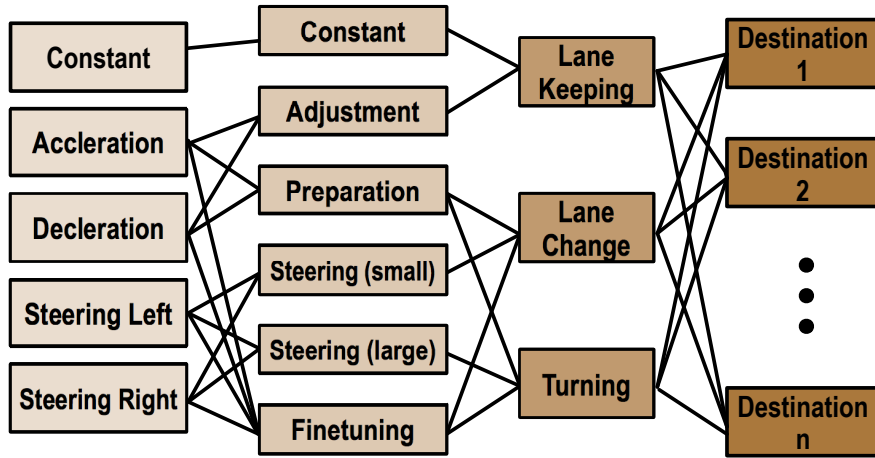 Constant
Accleration
Decleration
Steering Left
Steering Right
Constant
Adjustment
Preparation
Steering (small)
Steering (large)
Finetuning
Lane
Keeping
Lane
Change
Turning
Destination
1
Destination
2
Destination
n